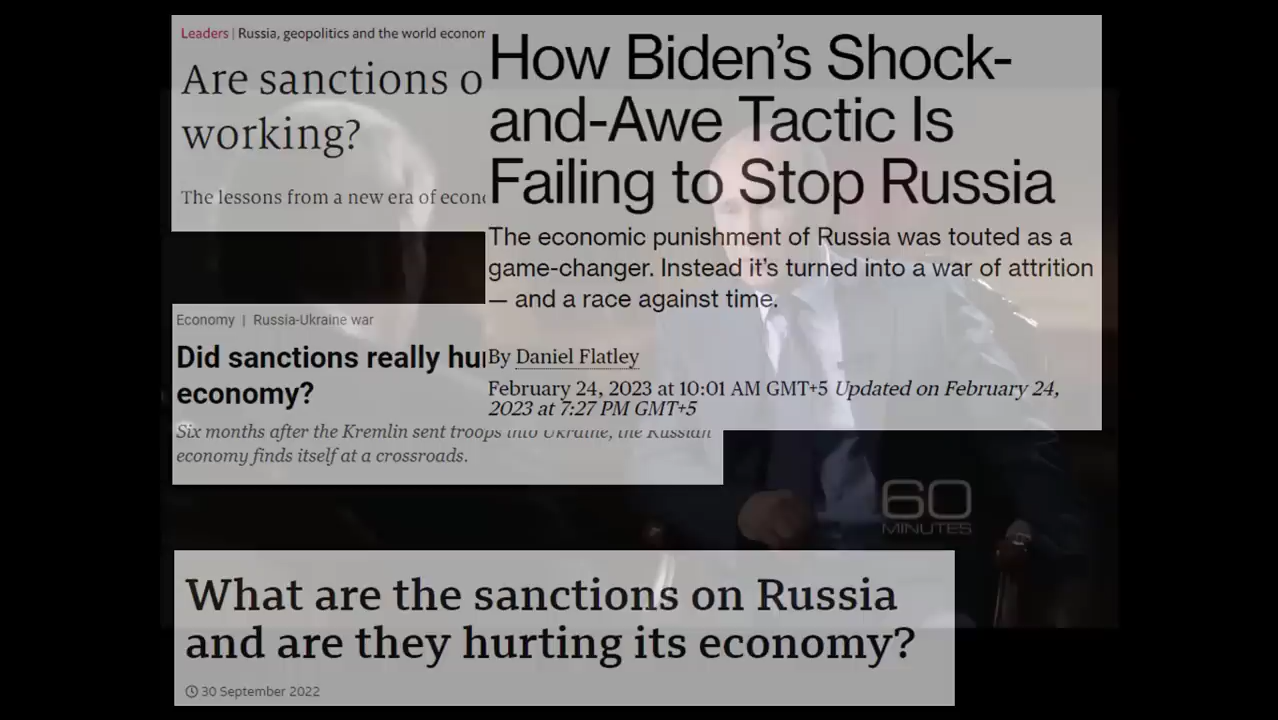 Leaders | Russia, geopolitics and the world econom
Are sanctions o
working?
The lessons from a new era of econo
How Biden's Shock-
and-Awe Tactic Is
Failing to Stop Russia
The economic punishment of Russia was touted as a
game-changer. Instead it's turned into a war of attrition
— and a race against time.
By Daniel Flatley
February 24, 2023 at 10:01 AM GMT+5 Updated on February 24,
2023 at 7:27 PM GMT+5
Economy | Russia-Ukraine war
Did sanctions really hur
economy?
Six months after the Kremlin sent troops into Ukraine, the Russian
economy finds itself at a crossroads.
60
MINUTES
What are the sanctions on Russia
and are they hurting its economy?
30 September 2022